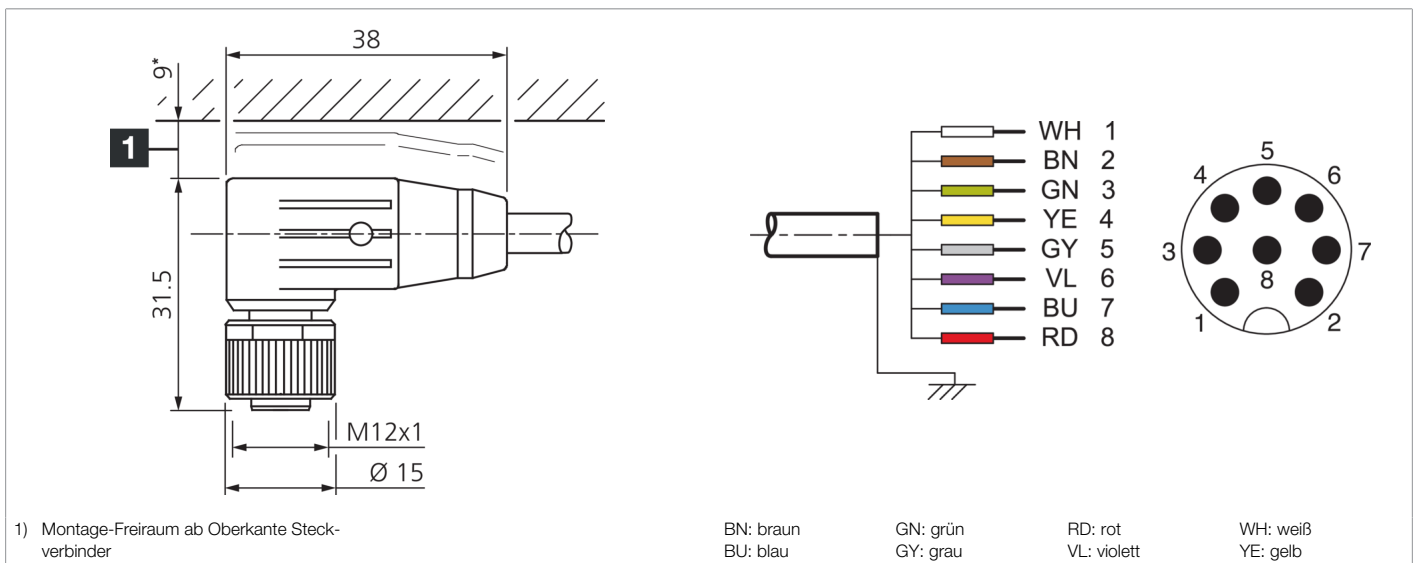 38
9*
1
31.5
M12x1
Ø 15
WH 1
BN 2
GN 3
YE 4
GY 5
VL 6
BU 7
RD 8
5
4
6
3
7
8
1
2
1) Montage-Freiraum ab Oberkante Steck-
verbinder
BN: braun GN: grün RD: rot WH: weiß
BU: blau GY: grau VL: violett YE: gelb